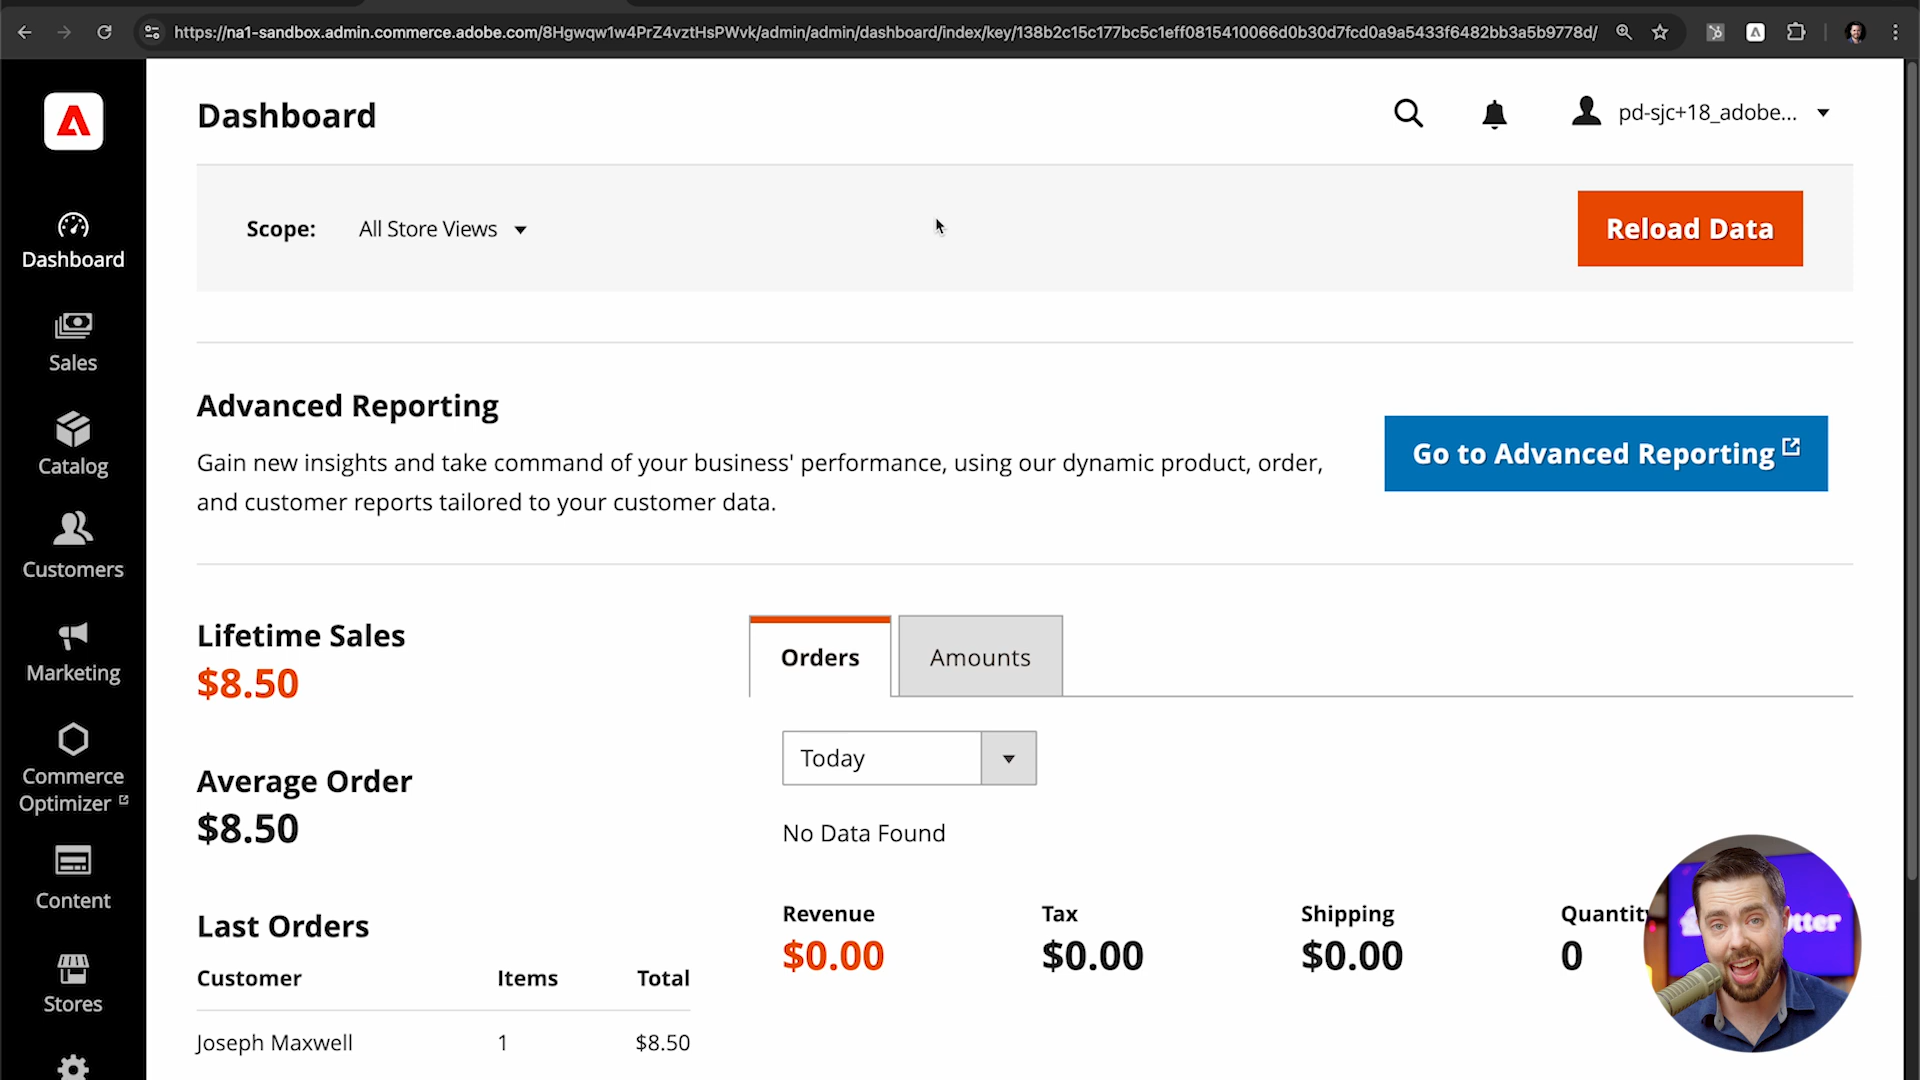 https://na1-sandbox.admin.commerce.adobe.com/8Hgwqw1w4PrZ4vztHsPWvk/admin/admin/dashboard/index/key/138b2c15c177bc5c1eff0815410066d0b30d7fcd0a9a5433f6482bb3a5b9778d/
Dashboard
pd-sjc+18_adobe...
Scope: All Store Views
Reload Data
Dashboard
Sales
Catalog
Customers
Marketing
Commerce
Optimizer
Content
Stores
Advanced Reporting
Gain new insights and take command of your business' performance, using our dynamic product, order,
and customer reports tailored to your customer data.
Go to Advanced Reporting
Lifetime Sales
$8.50
Average Order
$8.50
Last Orders
Customer Items Total
Joseph Maxwell 1 $8.50
Orders Amounts
Today
No Data Found
Revenue Tax Shipping
$0.00 $0.00 $0.00 0